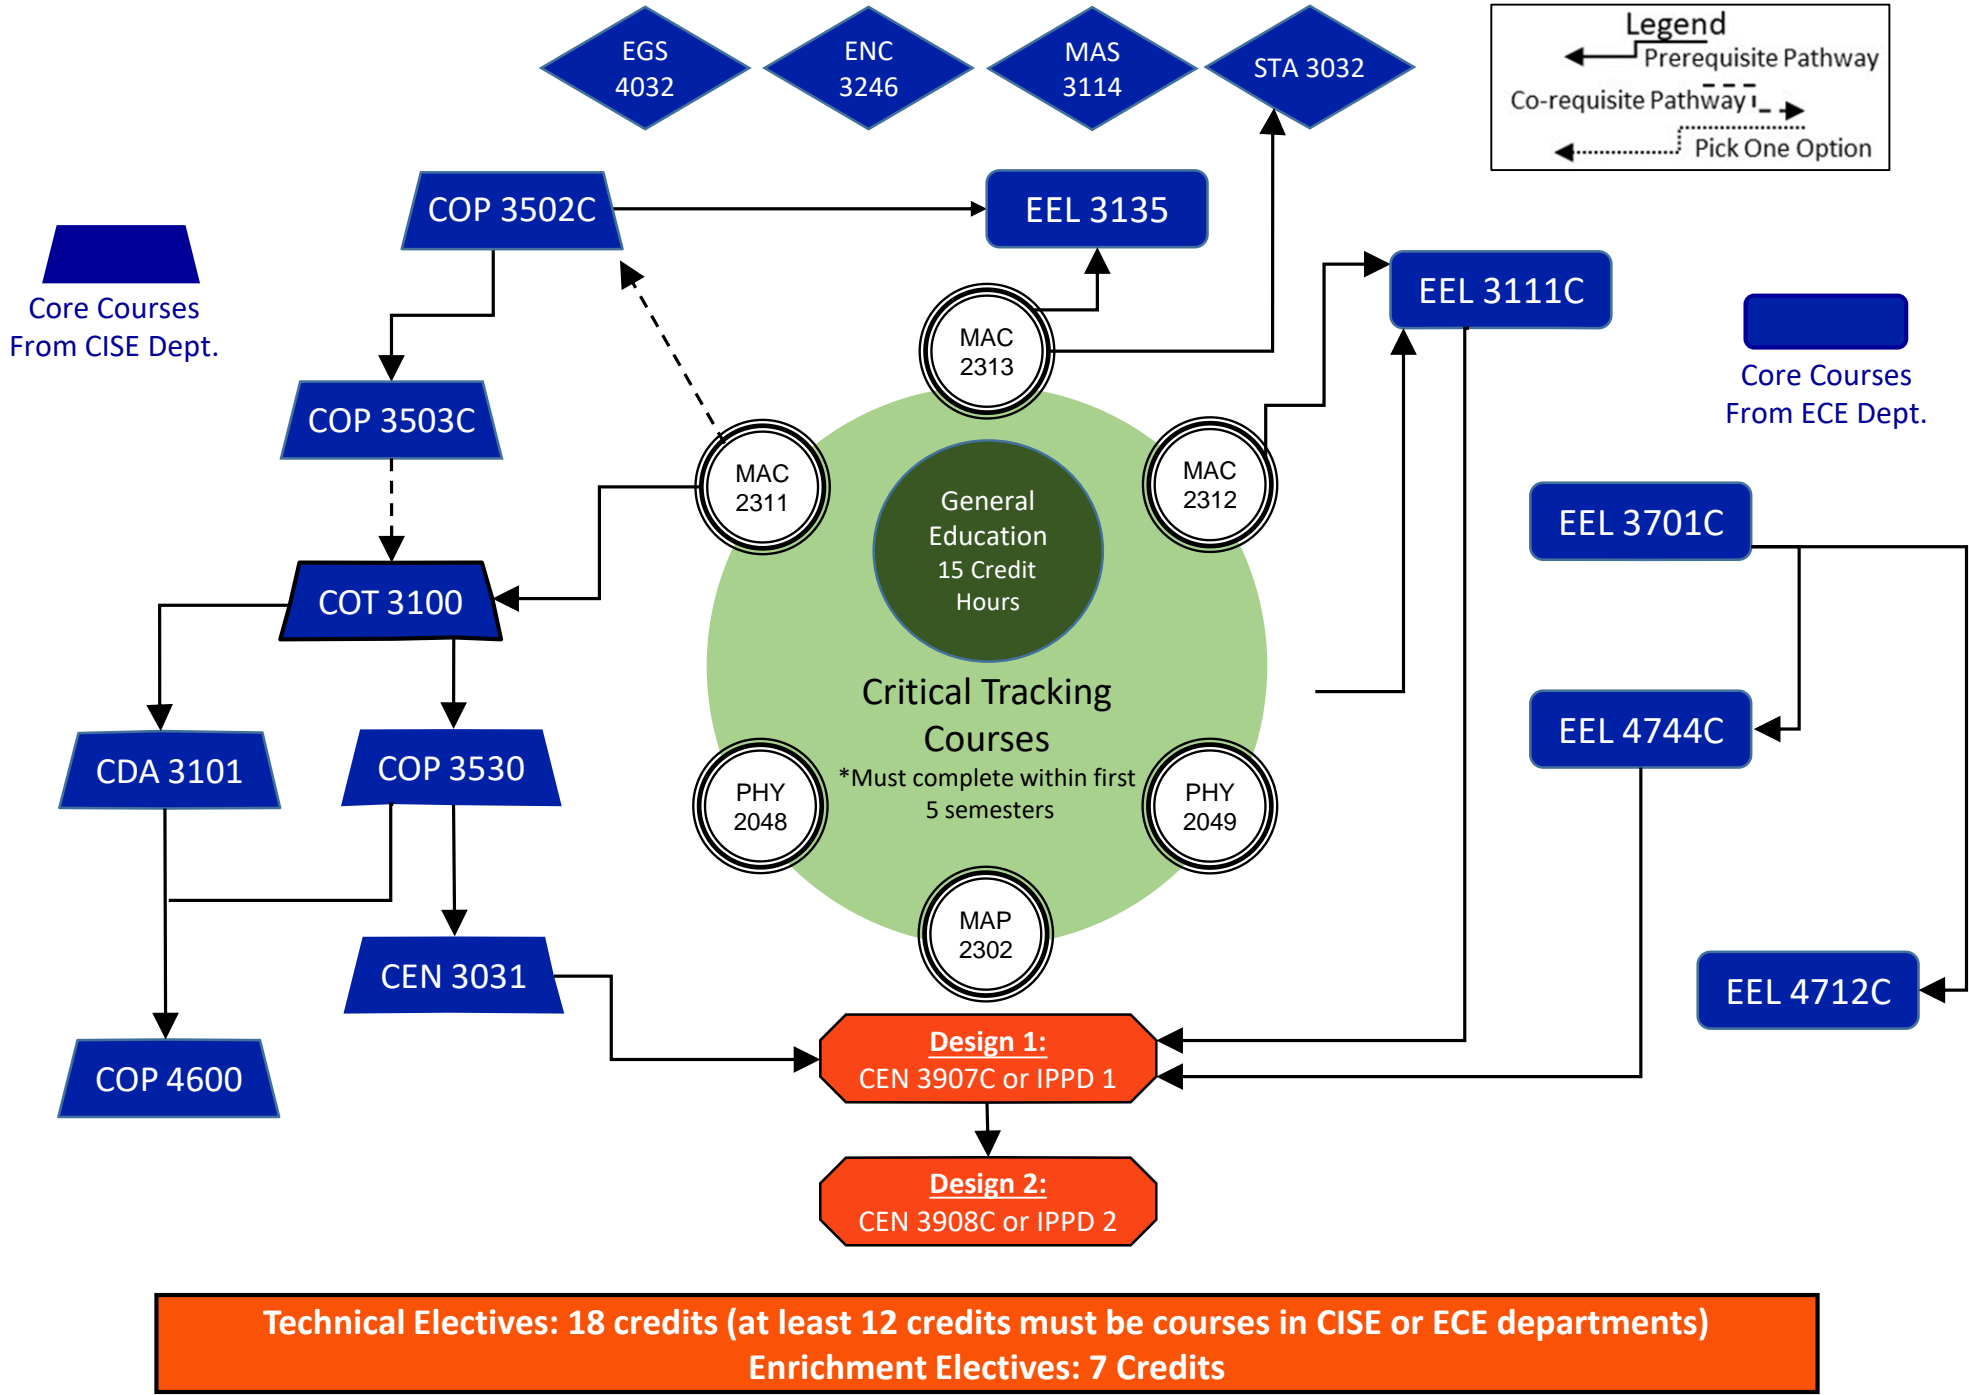 EGS
4032
ENC
3246
MAS
3114
STA 3032
Legend
Prerequisite Pathway
Co-requisite Pathway
Pick One Option
COP 3502C
EEL 3135
EEL 3111C
Core Courses
From CISE Dept.
Core Courses
From ECE Dept.
MAC
2313
COP 3503C
MAC
2311
MAC
2312
General
Education
15 Credit
Hours
EEL 3701C
COT 3100
Critical Tracking
Courses
*Must complete within first
5 semesters
EEL 4744C
CDA 3101
COP 3530
PHY
2048
PHY
2049
MAP
2302
CEN 3031
EEL 4712C
Design 1:
CEN 3907C or IPPD 1
COP 4600
Design 2:
CEN 3908C or IPPD 2
Technical Electives: 18 credits (at least 12 credits must be courses in CISE or ECE departments)
Enrichment Electives: 7 Credits